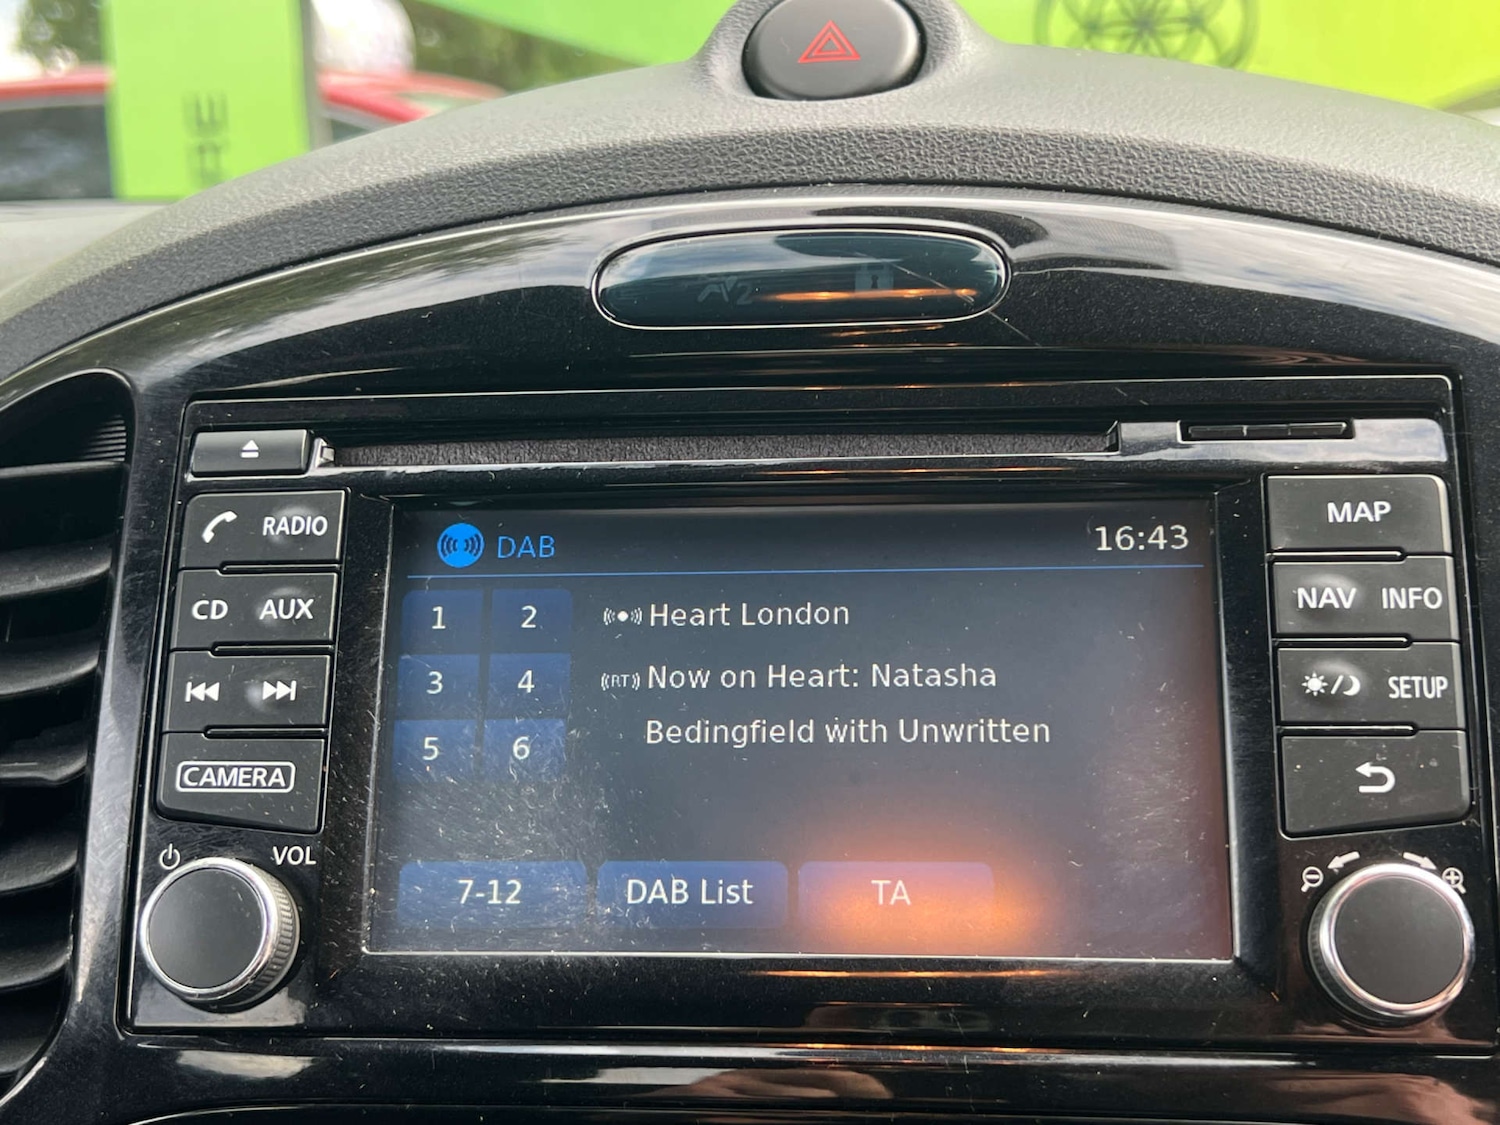 RE
RADIO
CD AUX
CAMERA
VOL
DAB 16:43
1 2
3 4
5 6
Heart London
(RT) Now on Heart: Natasha
Bedingfield with Unwritten
7-12 DAB List TA
MAP
NAV INFO
SETUP